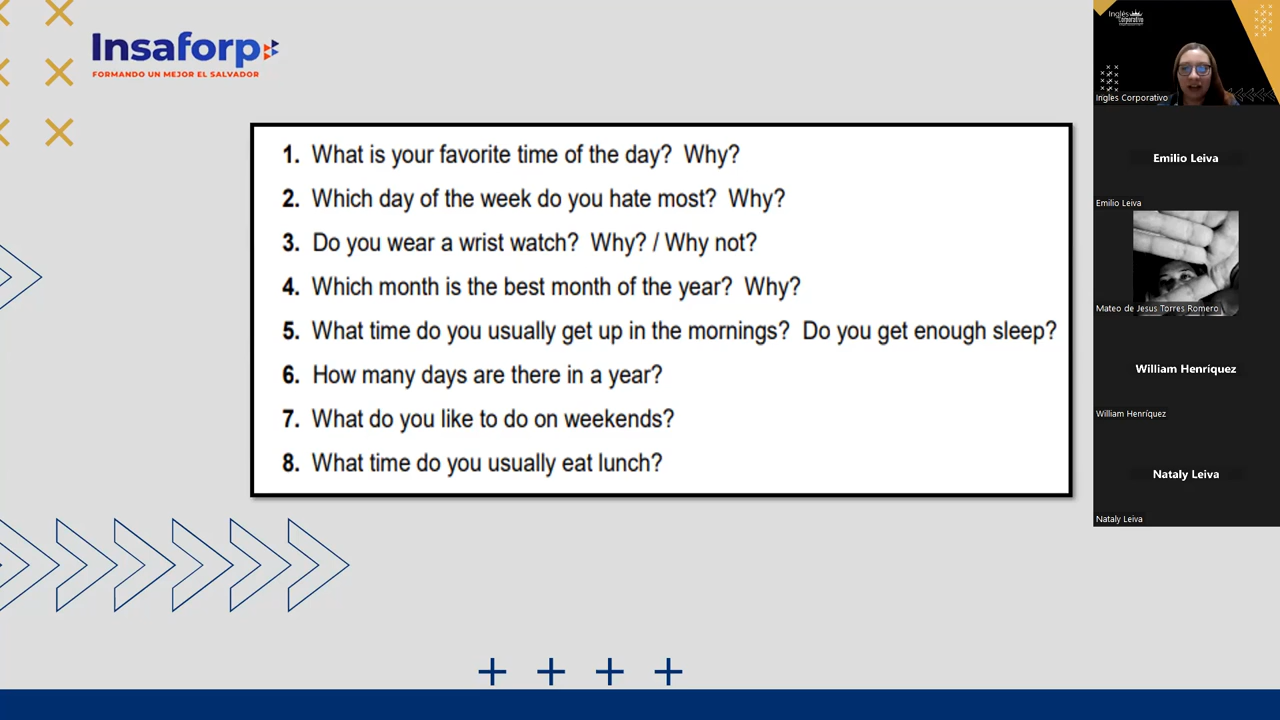 Insaforp
FORMANDO UN MEJOR EL SALVADOR
1. What is your favorite time of the day? Why?
2. Which day of the week do you hate most? Why?
3. Do you wear a wrist watch? Why? / Why not?
4. Which month is the best month of the year? Why?
5. What time do you usually get up in the mornings? Do you get enough sleep?
6. How many days are there in a year?
7. What do you like to do on weekends?
8. What time do you usually eat lunch?
Inglés
Corporativo
Ingles Corporativo
Emilio Leiva
Emilio Leiva
Mateo de Jesus Torres Romero
William Henríquez
William Henríquez
Nataly Leiva
Nataly Leiva